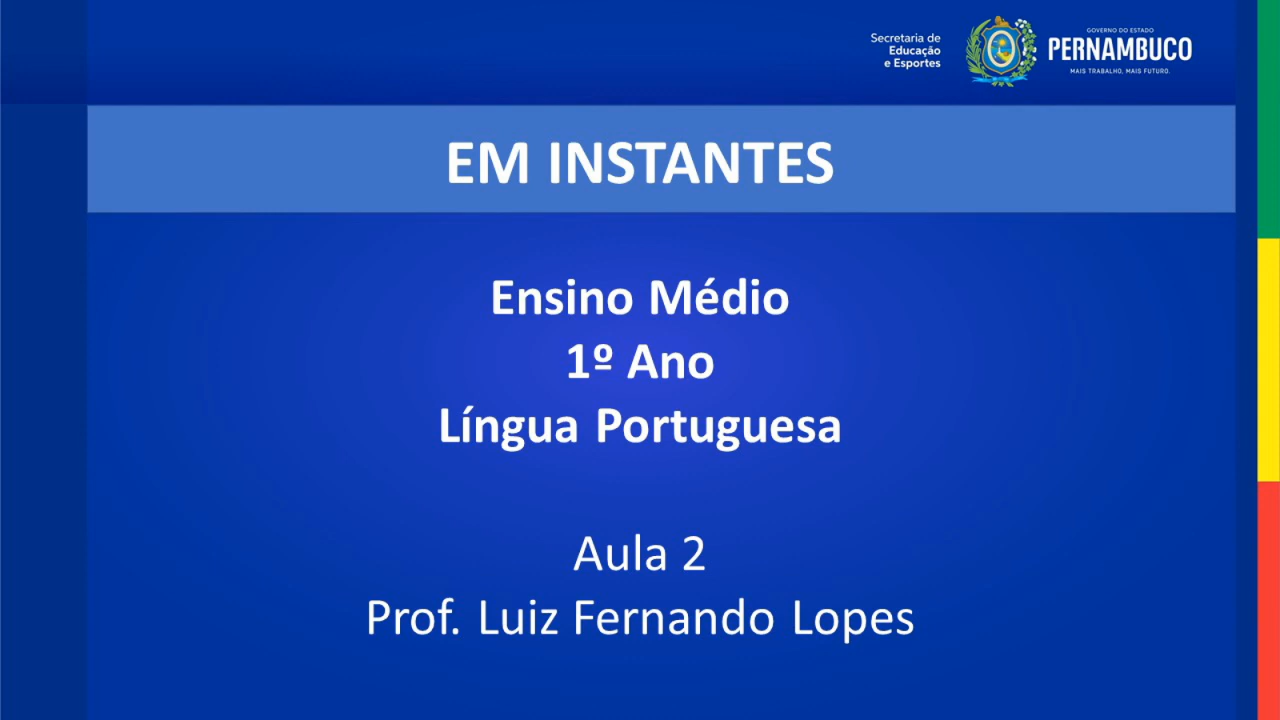 Secretaria de
Educação
e Esportes
GOVERNO DO ESTADO
PERNAMBUCO
MAIS TRABALHO, MAIS FUTURO.
EM INSTANTES
Ensino Médio
1º Ano
Língua Portuguesa
Aula 2
Prof. Luiz Fernando Lopes